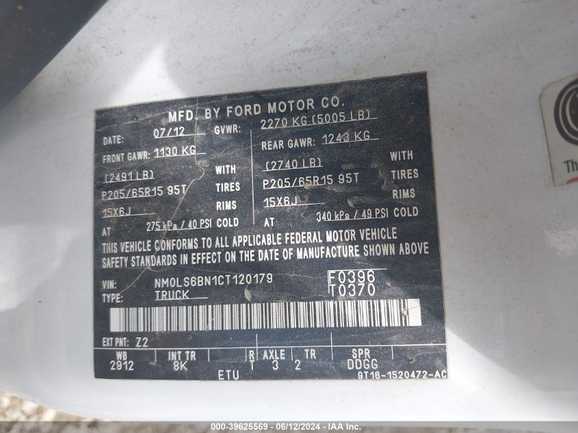 MFD. BY FORD MOTOR CO.
DATE: 07/12 GVWR: 2270 KG (5005 LB)
FRONT GAWR: 1130 KG REAR GAWR: 1243 KG
(2491 LB) WITH (2740 LB) WITH
P205/65R15 95T TIRES P205/65R15 95T TIRES
15X6J RIMS 15X6J RIMS
AT 275 kPa / 40 PSI COLD AT 340 kPa / 49 PSI COLD
THIS VEHICLE CONFORMS TO ALL APPLICABLE FEDERAL MOTOR VEHICLE
SAFETY STANDARDS IN EFFECT ON THE DATE OF MANUFACTURE SHOWN ABOVE
VIN: NM0LS6BN1CT120179 F0396
TYPE: TRUCK T0370
EXT PNT: Z2
WB INT TR R AXLE TR SPR
2912 8K 1 3 2 DDGG
ETU 9T16-1520472-AC
Thi
000-39625569 - 06/12/2024 - IAA Inc.